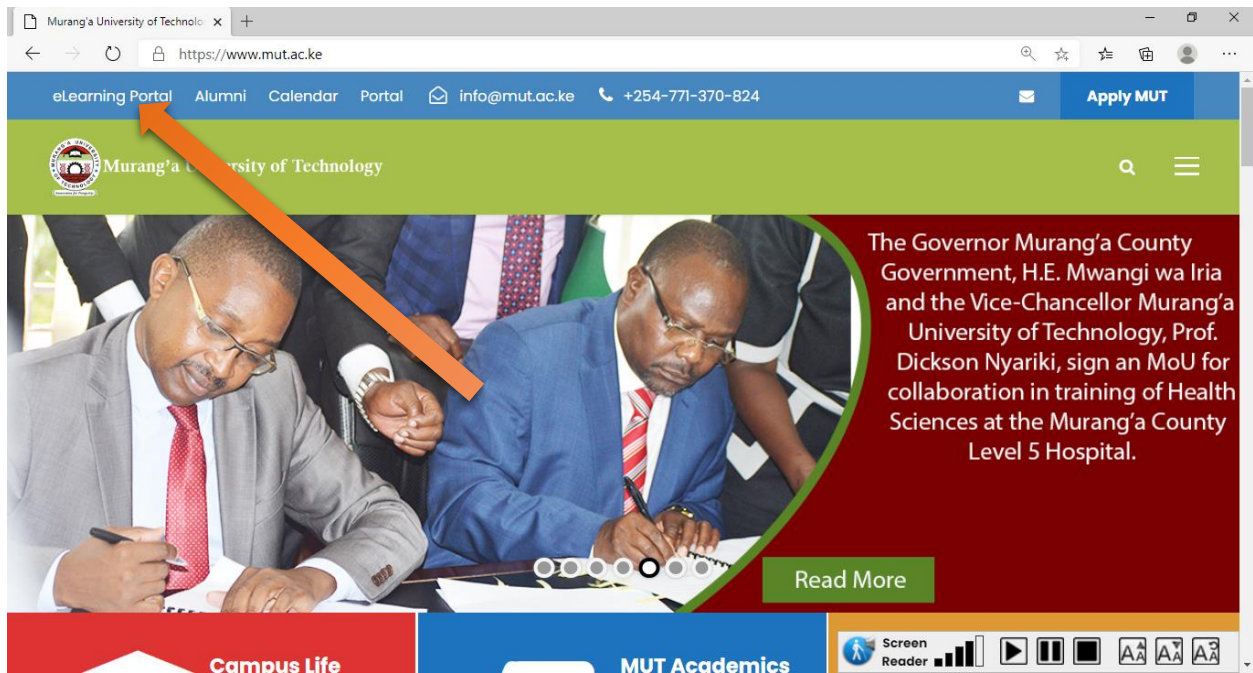 Murang'a University of Technolo
https://www.mut.ac.ke
eLearning Portal Alumni Calendar Portal info@mut.ac.ke +254-771-370-824 Apply MUT
Murang'a University of Technology
The Governor Murang'a County
Government, H.E. Mwangi wa Iria
and the Vice-Chancellor Murang'a
University of Technology, Prof.
Dickson Nyariki, sign an MoU for
collaboration in training of Health
Sciences at the Murang'a County
Level 5 Hospital.
Read More
Campus Life
MUT Academics
Screen
Reader